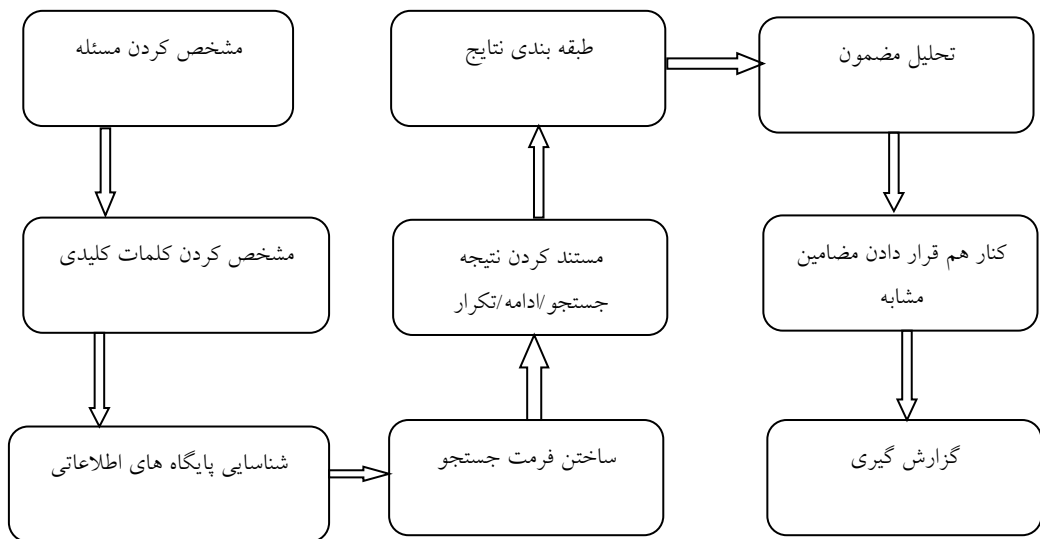 مشخص کردن مسئله
مشخص کردن کلمات کلیدی
شناسایی پایگاه های اطلاعاتی
ساختن فرمت جستجو
مستند کردن نتیجه
جستجو/ادامه/تکرار
طبقه بندی نتایج
تحلیل مضمون
کنار هم قرار دادن مضامین
مشابه
گزارش گیری